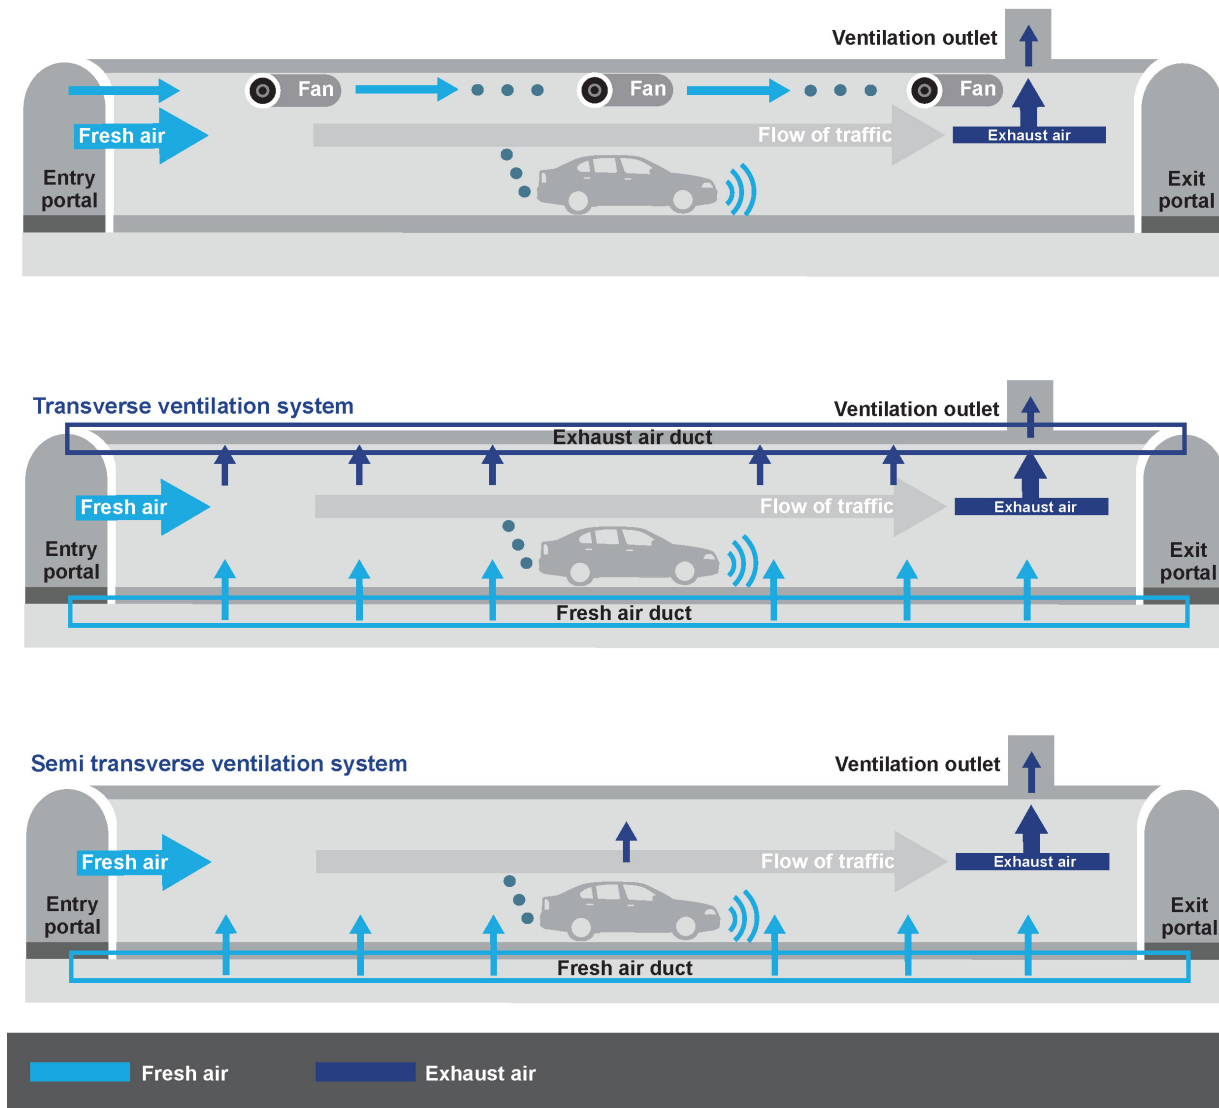 Ventilation outlet
Fan
Fan
Fan
Fresh air
Flow of traffic
Exhaust air
Entry
portal
Exit
portal
Transverse ventilation system
Ventilation outlet
Exhaust air duct
Fresh air
Flow of traffic
Exhaust air
Entry
portal
Exit
portal
Fresh air duct
Semi transverse ventilation system
Ventilation outlet
Fresh air
Flow of traffic
Exhaust air
Entry
portal
Exit
portal
Fresh air duct
Fresh air
Exhaust air